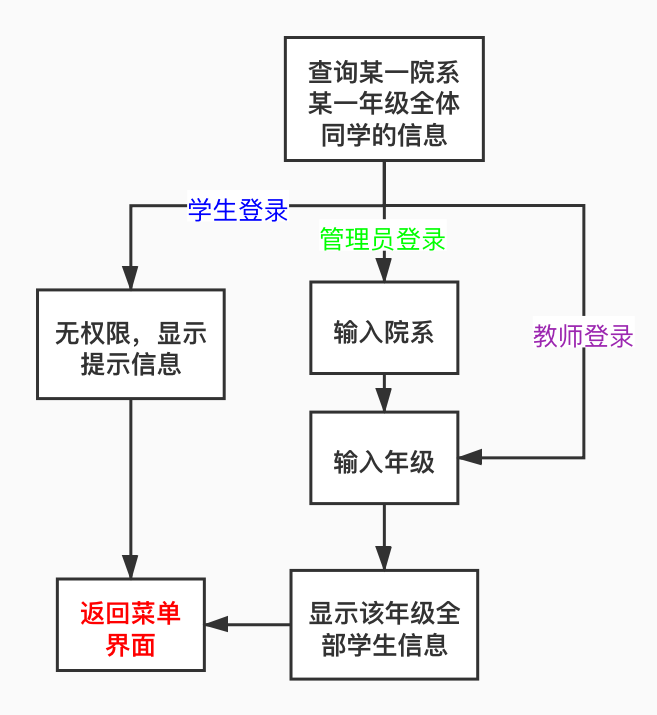 查询某一院系
某一年级全体
同学的信息
学生登录
管理员登录
教师登录
无权限，显示
提示信息
输入院系
输入年级
返回菜单
界面
显示该年级全
部学生信息